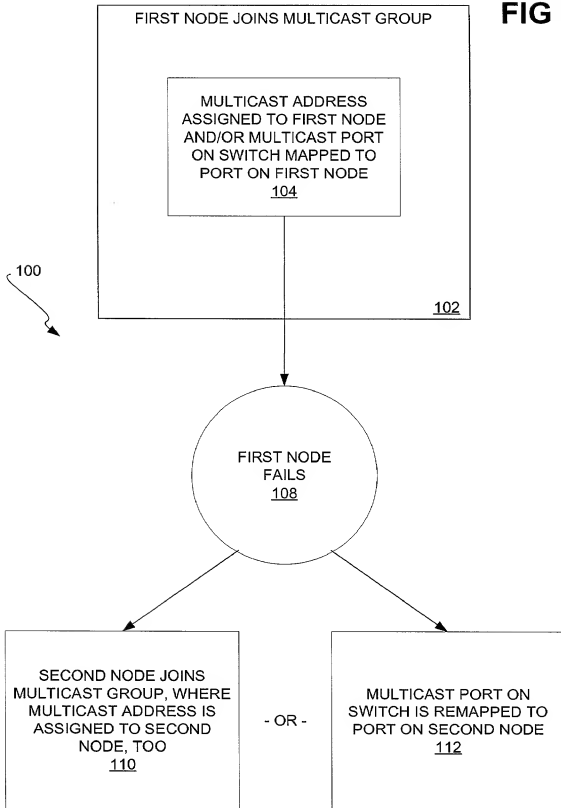 FIG
FIRST NODE JOINS MULTICAST GROUP
MULTICAST ADDRESS
ASSIGNED TO FIRST NODE
AND/OR MULTICAST PORT
ON SWITCH MAPPED TO
PORT ON FIRST NODE
104
100
102
FIRST NODE
FAILS
108
SECOND NODE JOINS
MULTICAST GROUP, WHERE
MULTICAST ADDRESS IS
ASSIGNED TO SECOND
NODE, TOO
110
- OR -
MULTICAST PORT ON
SWITCH IS REMAPPED TO
PORT ON SECOND NODE
112